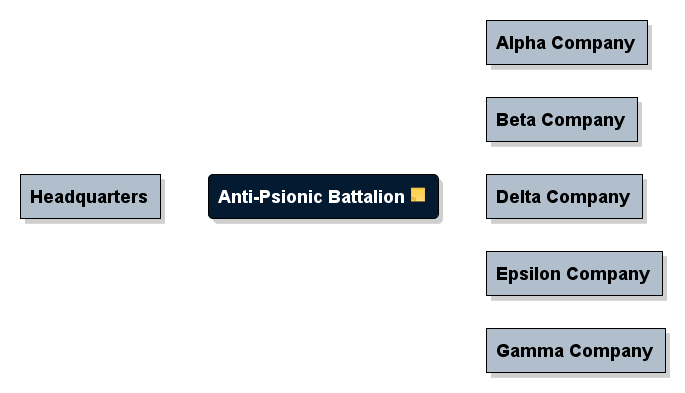 Alpha Company
Beta Company
Headquarters
Anti-Psionic Battalion
Delta Company
Epsilon Company
Gamma Company